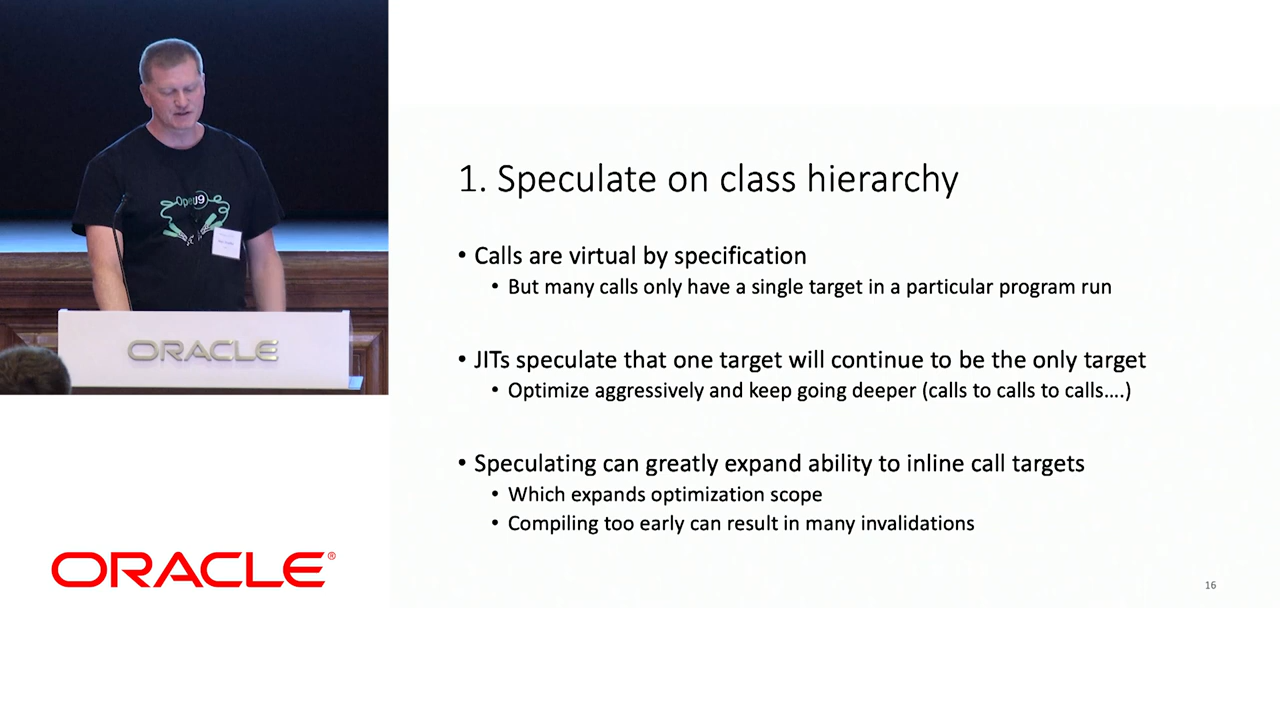 OpenJ9
ORACLE
ORACLE®
1. Speculate on class hierarchy
• Calls are virtual by specification
• But many calls only have a single target in a particular program run
• JITs speculate that one target will continue to be the only target
• Optimize aggressively and keep going deeper (calls to calls to calls....)
• Speculating can greatly expand ability to inline call targets
• Which expands optimization scope
• Compiling too early can result in many invalidations
16